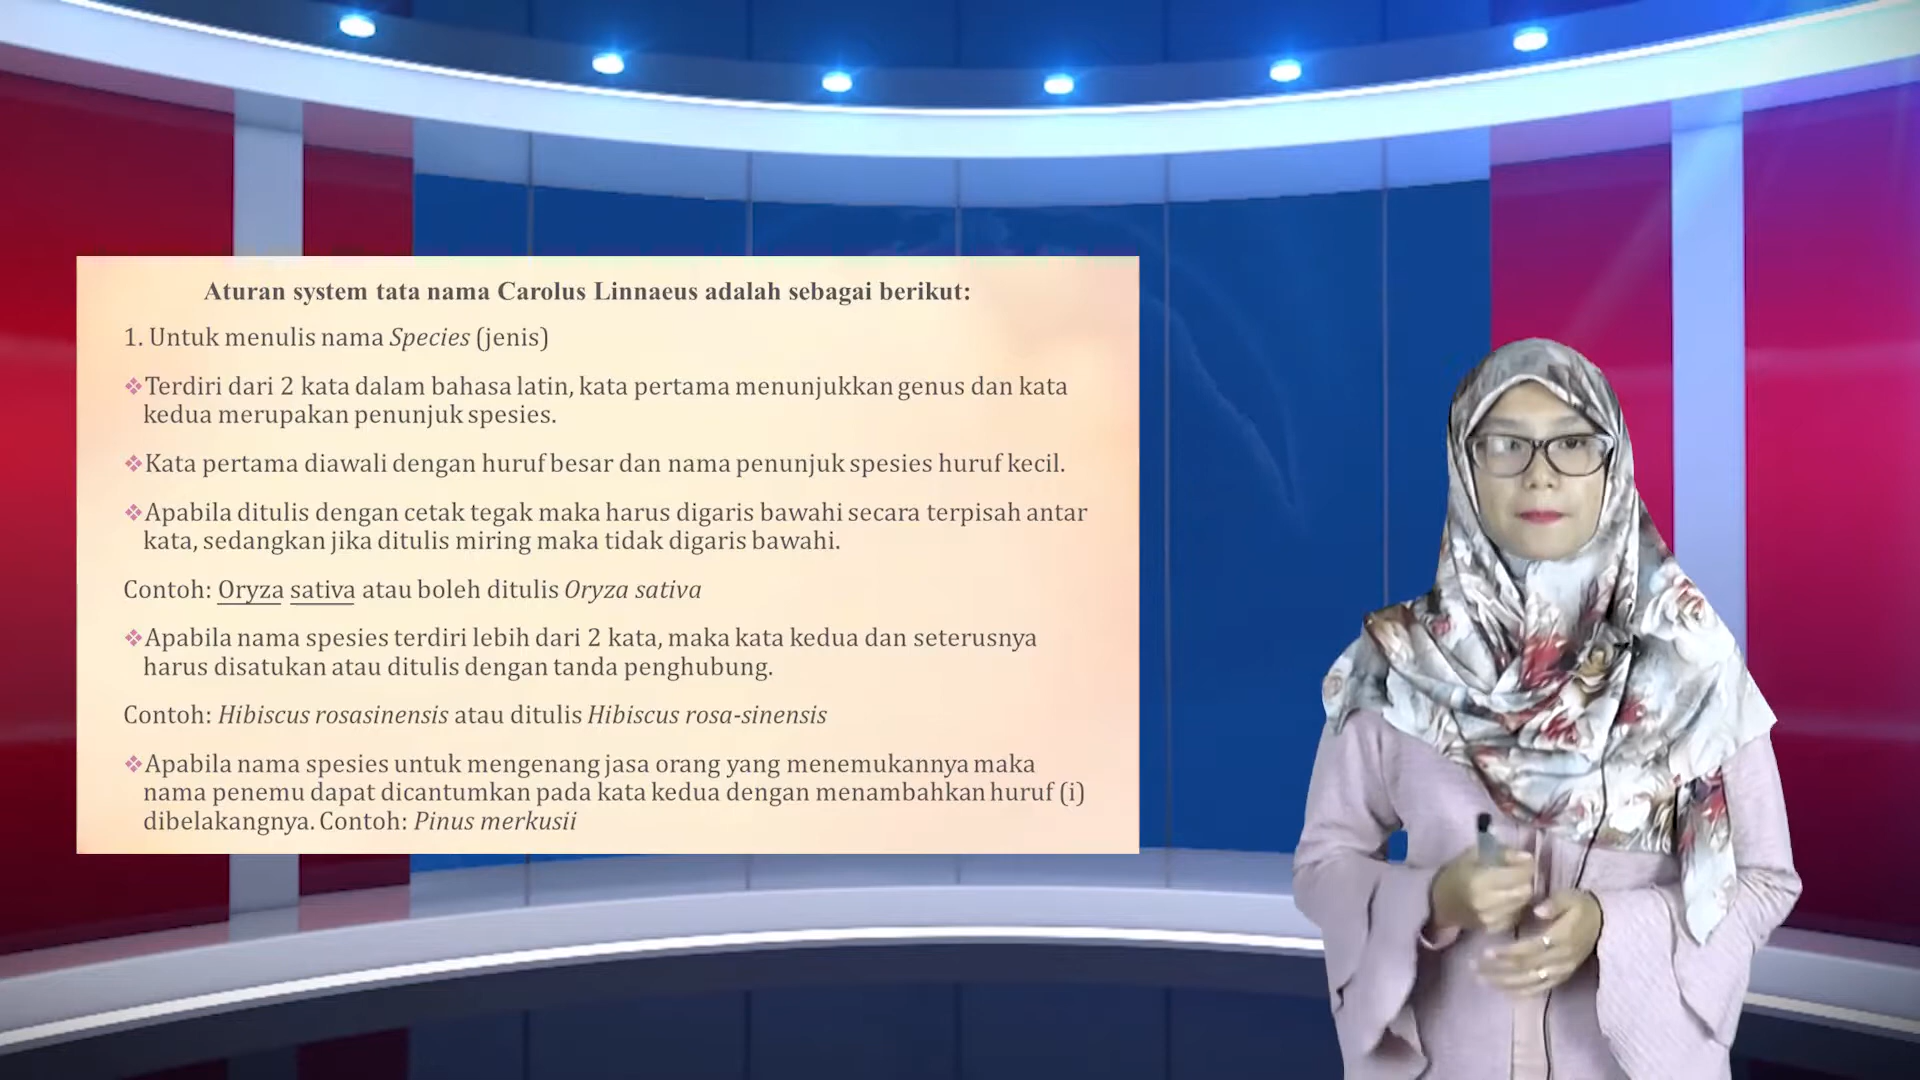 Aturan system tata nama Carolus Linnaeus adalah sebagai berikut:
1. Untuk menulis nama Species (jenis)
❖Terdiri dari 2 kata dalam bahasa latin, kata pertama menunjukkan genus dan kata
kedua merupakan penunjuk spesies.
❖Kata pertama diawali dengan huruf besar dan nama penunjuk spesies huruf kecil.
❖Apabila ditulis dengan cetak tegak maka harus digaris bawahi secara terpisah antar
kata, sedangkan jika ditulis miring maka tidak digaris bawahi.
Contoh: Oryza sativa atau boleh ditulis Oryza sativa
❖Apabila nama spesies terdiri lebih dari 2 kata, maka kata kedua dan seterusnya
harus disatukan atau ditulis dengan tanda penghubung.
Contoh: Hibiscus rosasinensis atau ditulis Hibiscus rosa-sinensis
❖Apabila nama spesies untuk mengenang jasa orang yang menemukannya maka
nama penemu dapat dicantumkan pada kata kedua dengan menambahkan huruf (i)
dibelakangnya. Contoh: Pinus merkusii